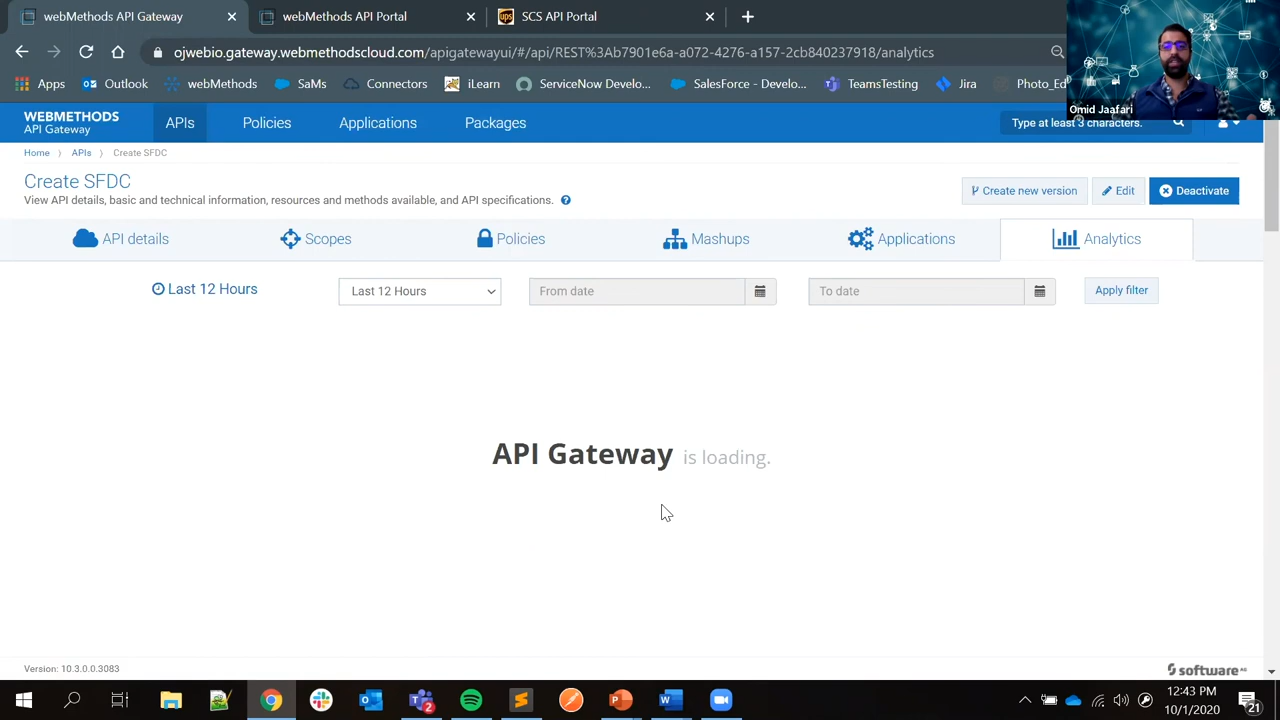 webMethods API Gateway
webMethods API Portal
ups
SCS API Portal
ojwebio.gateway.webmethodscloud.com/apigatewayui/#/api/REST%3Ab7901e6a-a072-4276-a157-2cb840237918/analytics
Apps
Outlook
webMethods
SaMs
Connectors
Learn
ServiceNow Develo...
SalesForce - Develo...
TeamsTesting
Jira
Photo_Ed
Omid Jaafari
WEBMETHODS
API Gateway
APIs
Policies
Applications
Packages
Type at least 3 characters.
Home
APIs
Create SFDC
Create SFDC
View API details, basic and technical information, resources and methods available, and API specifications.
Create new version
Edit
Deactivate
API details
Scopes
Policies
Mashups
Applications
Analytics
Last 12 Hours
Last 12 Hours
From date
To date
Apply filter
API Gateway is loading.
Version: 10.3.0.0.3083
software AG
2
12:43 PM
10/1/2020
21